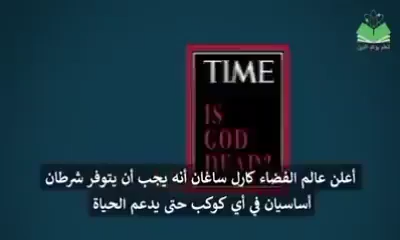 TIME
IS
GOD
DEAD?
أعلن عالم الفضاء كارل ساغان أنه يجب أن يتوفر شرطان
أساسيان في أي كوكب حتى يدعم الحياة